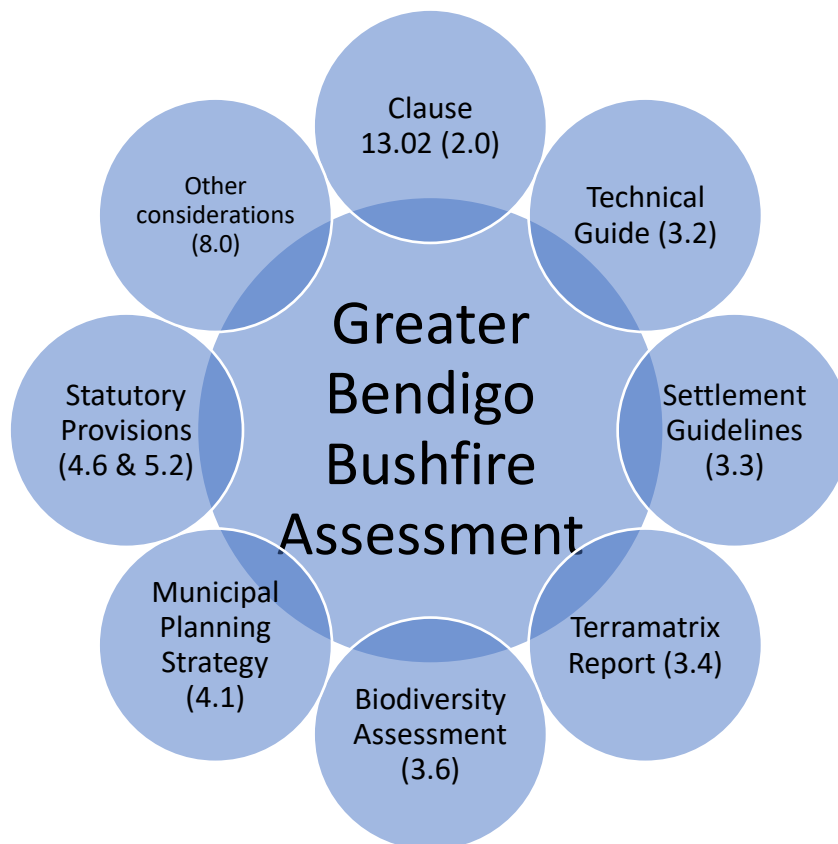 Clause
13.02 (2.0)
Technical
Guide (3.2)
Settlement
Guidelines
(3.3)
Terramatrix
Report (3.4)
Biodiversity
Assessment
(3.6)
Municipal
Planning
Strategy
(4.1)
Statutory
Provisions
(4.6 & 5.2)
Other
considerations
(8.0)
Greater
Bendigo
Bushfire
Assessment